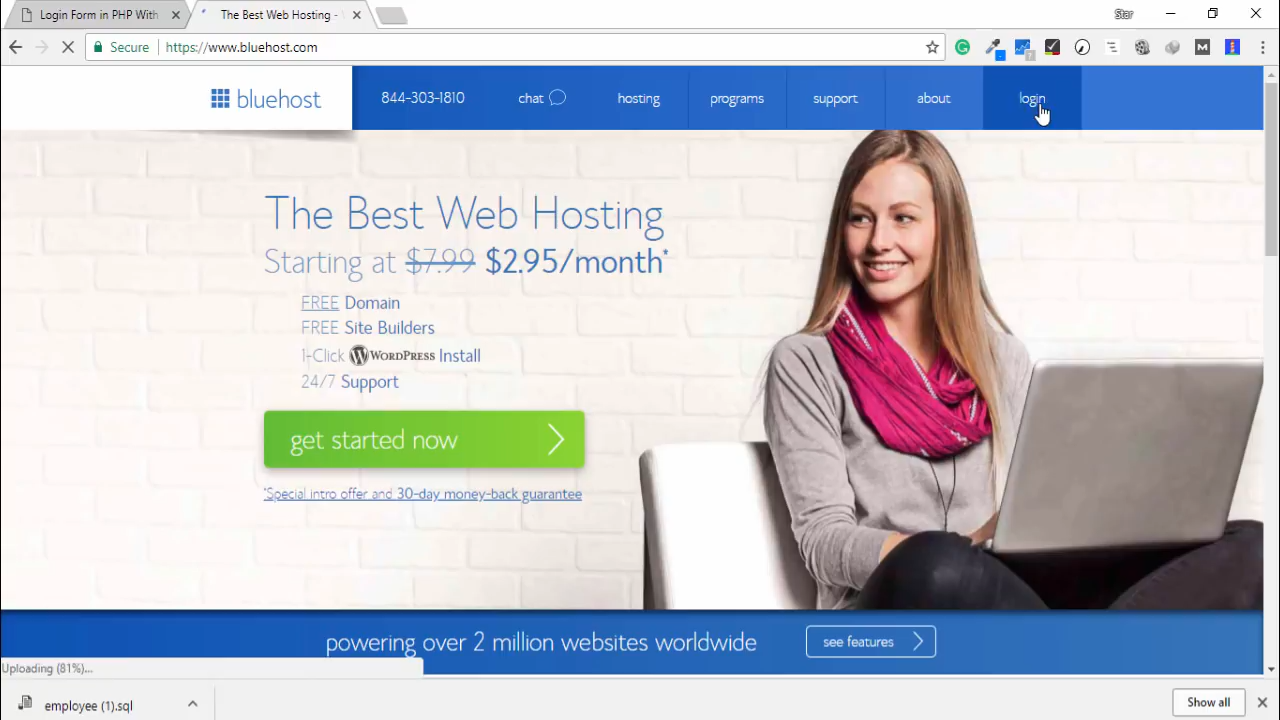 Login Form in PHP With
The Best Web Hosting -
Star
Secure
https://www.bluehost.com
bluehost
844-303-1810
chat
hosting
programs
support
about
login
The Best Web Hosting
Starting at $7.99 $2.95/month*
FREE Domain
FREE Site Builders
1-Click WORDPRESS Install
24/7 Support
get started now
*Special intro offer and 30-day money-back guarantee
powering over 2 million websites worldwide
see features
Uploading (81%)...
employee (1).sql
Show all